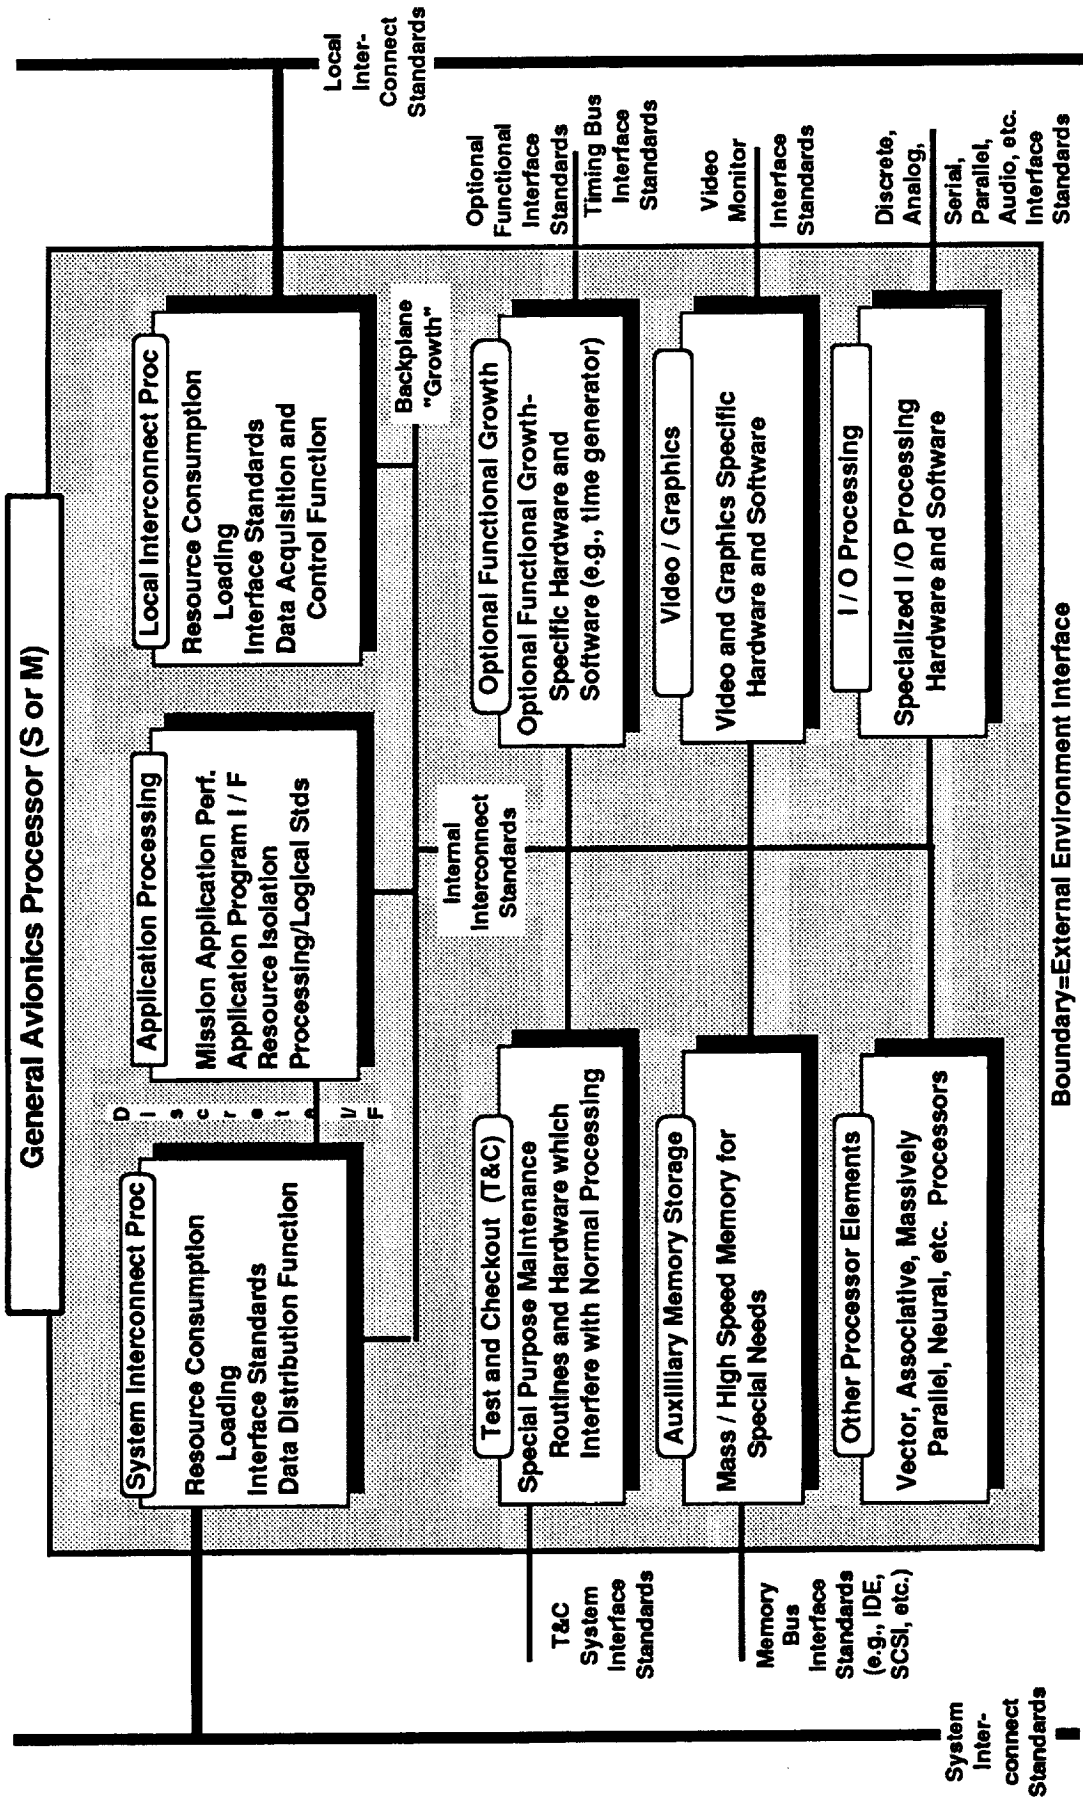 General Avionics Processor (S or M)
System Interconnect Proc
Resource Consumption
Loading
Interface Standards
Data Distribution Function
Discrete I/F
Application Processing
Mission Application Perf.
Application Program I / F
Resource Isolation
Processing/Logical Stds
Local Interconnect Proc
Resource Consumption
Loading
Interface Standards
Data Acquisition and
Control Function
Local
Inter-
Connect
Standards
Backplane
"Growth"
Internal
Interconnect
Standards
T&C
System
Interface
Standards
Test and Checkout (T&C)
Special Purpose Maintenance
Routines and Hardware which
Interfere with Normal Processing
Optional Functional Growth
Optional Functional Growth-
Specific Hardware and
Software (e.g., time generator)
Optional
Functional
Interface
Standards
Timing Bus
Interface
Standards
Memory
Bus
Interface
Standards
(e.g., IDE,
SCSI, etc.)
Auxilliary Memory Storage
Mass / High Speed Memory for
Special Needs
Video / Graphics
Video and Graphics Specific
Hardware and Software
Video
Monitor
Interface
Standards
Other Processor Elements
Vector, Associative, Massively
Parallel, Neural, etc. Processors
I / O Processing
Specialized I /O Processing
Hardware and Software
Discrete,
Analog,
Serial,
Parallel,
Audio, etc.
Interface
Standards
System
Inter-
connect
Standards
Boundary=External Environment Interface